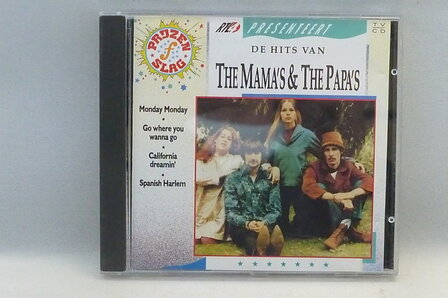 PRIJZEN
f
SLAG
RTL4 PRESENTEERT
TV
CD
DE HITS VAN
THE MAMA'S & THE PAPA'S
Monday Monday
Go where you
wanna go
California
dreamin'
Spanish Harlem